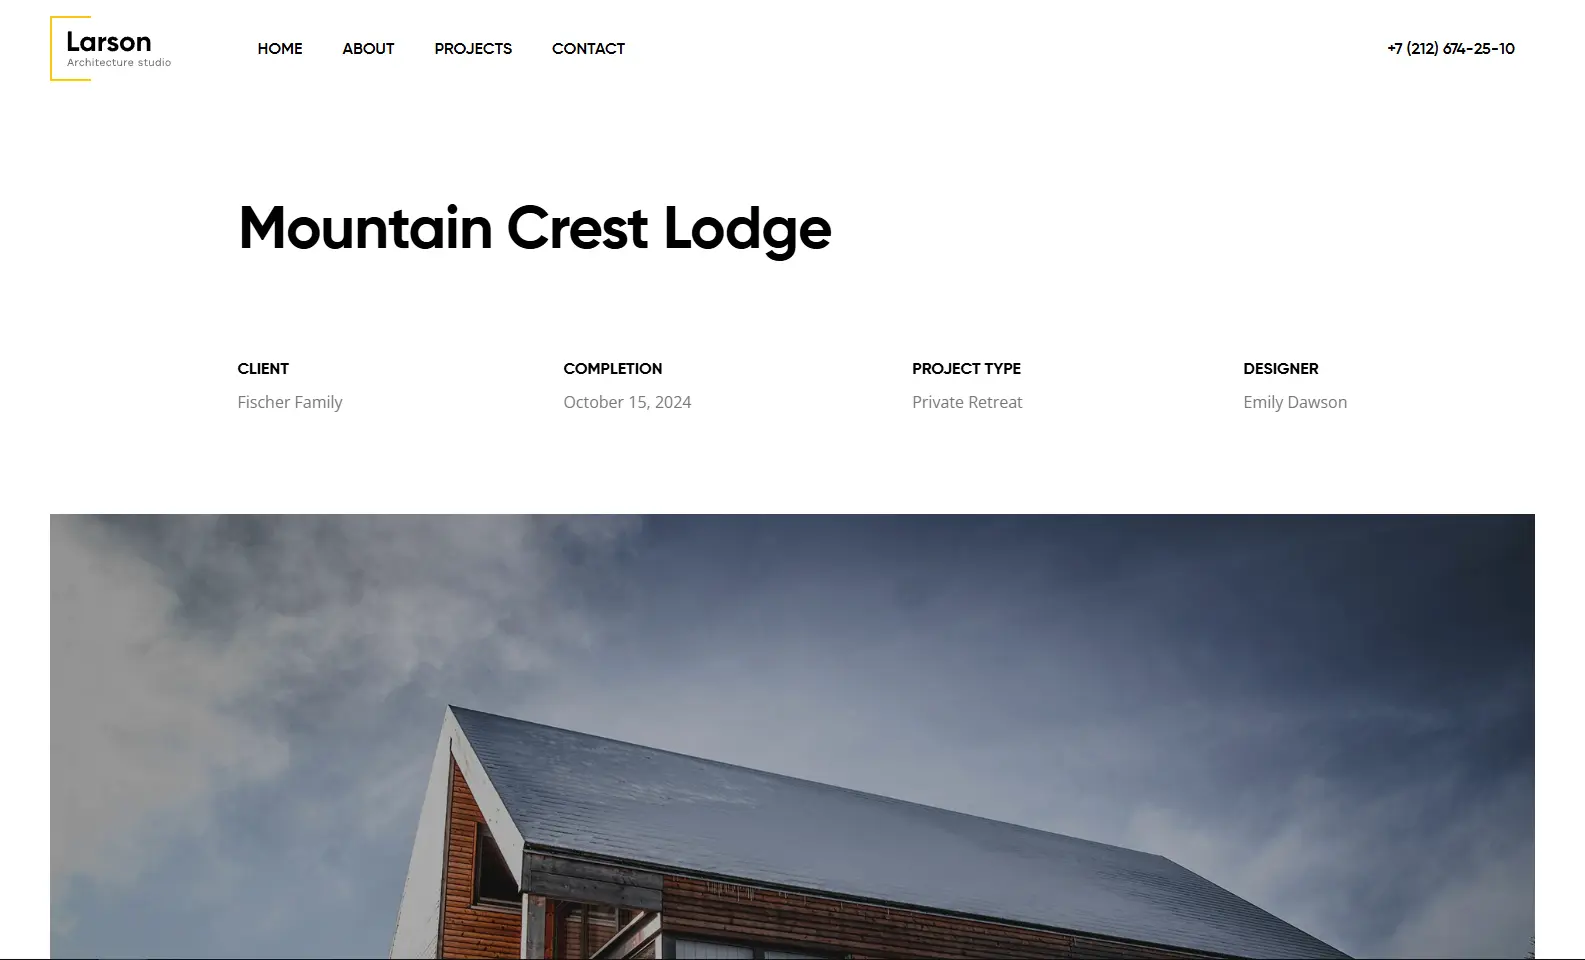 Larson
Architecture studio
HOME ABOUT PROJECTS CONTACT
+7 (212) 674-25-10
Mountain Crest Lodge
CLIENT COMPLETION PROJECT TYPE DESIGNER
Fischer Family October 15, 2024 Private Retreat Emily Dawson